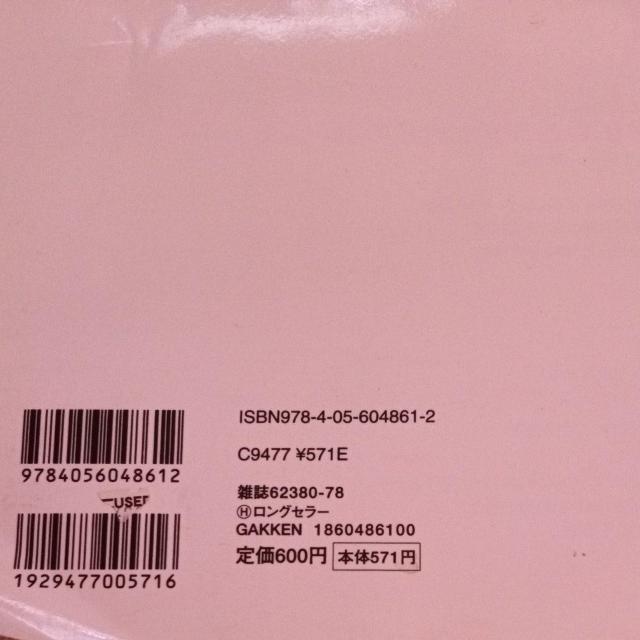 ISBN978-4-05-604861-2
9784056048612
C9477 ¥571E
USED
雑誌62380-78
Ⓗロングセラー
GAKKEN 1860486100
定価600円 本体571円
1929477005716